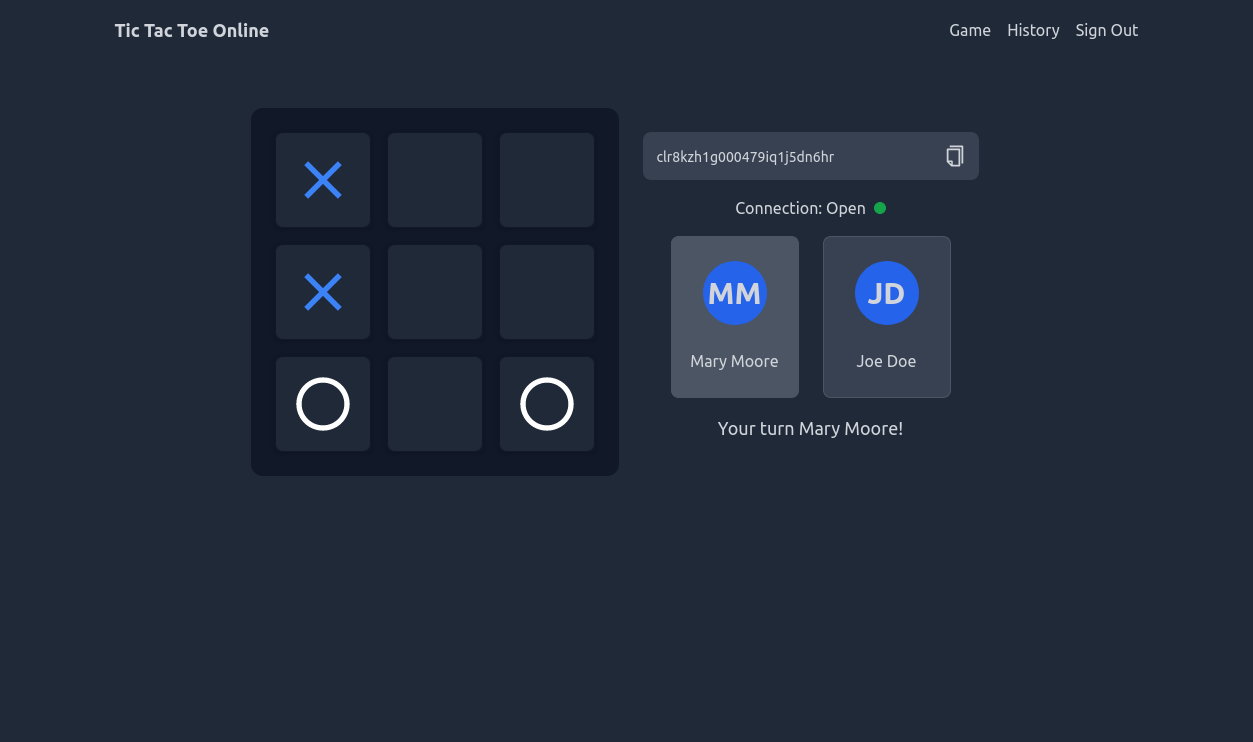 Tic Tac Toe Online
Game History Sign Out
clr8kzh1g000479iq1j5dn6hr
Connection: Open
MM JD
Mary Moore Joe Doe
Your turn Mary Moore!